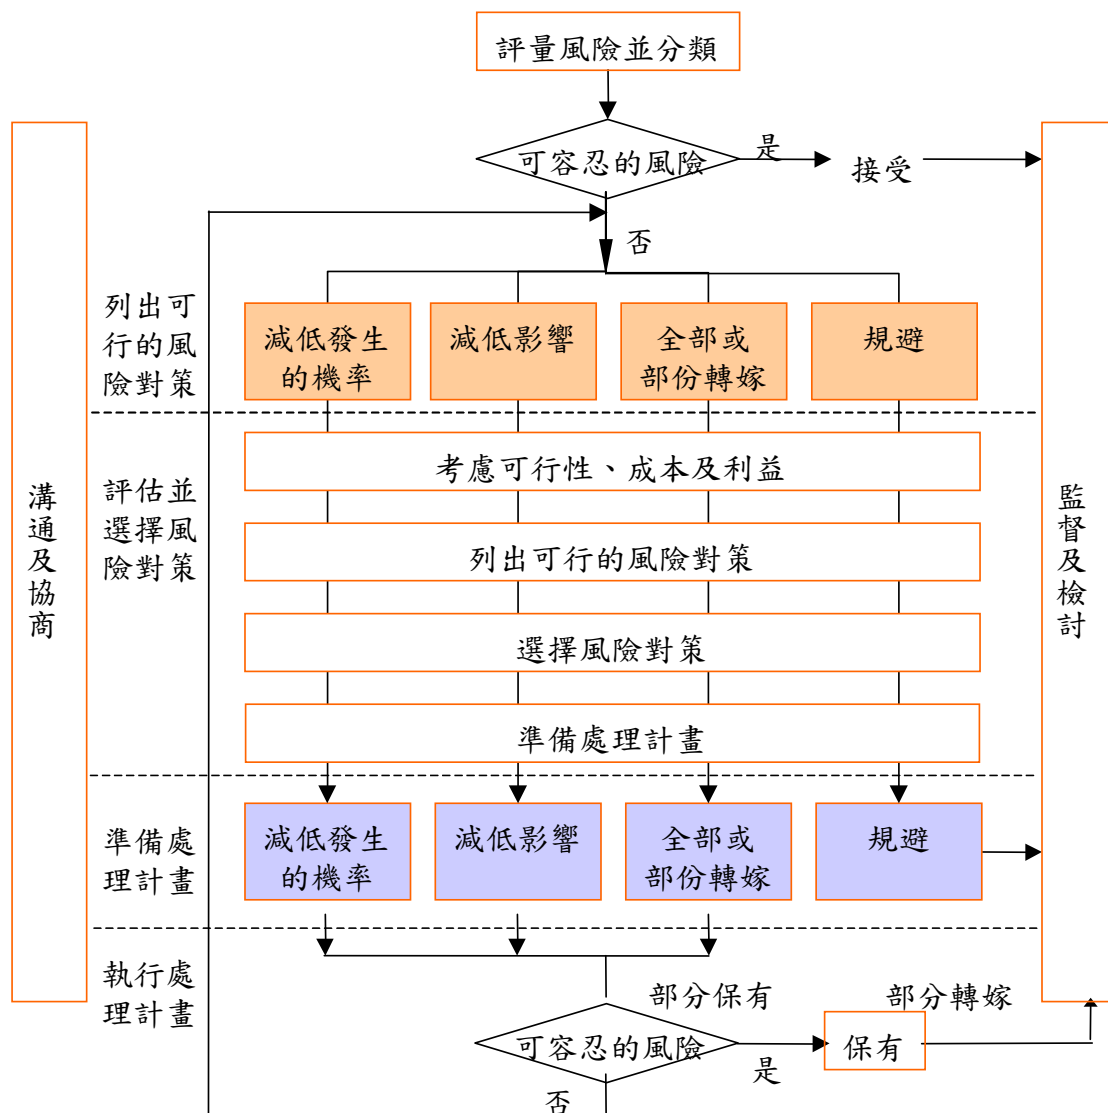 評量風險並分類
可容忍的風險
是
接受
否
列出可
行的風
險對策
減低發生
的機率
減低影響
全部或
部份轉嫁
規避
溝通及協商
評估並
選擇風
險對策
考慮可行性、成本及利益
列出可行的風險對策
選擇風險對策
準備處理計畫
監督及檢討
準備處
理計畫
減低發生
的機率
減低影響
全部或
部份轉嫁
規避
執行處
理計畫
部分保有
部分轉嫁
可容忍的風險
是
保有
否